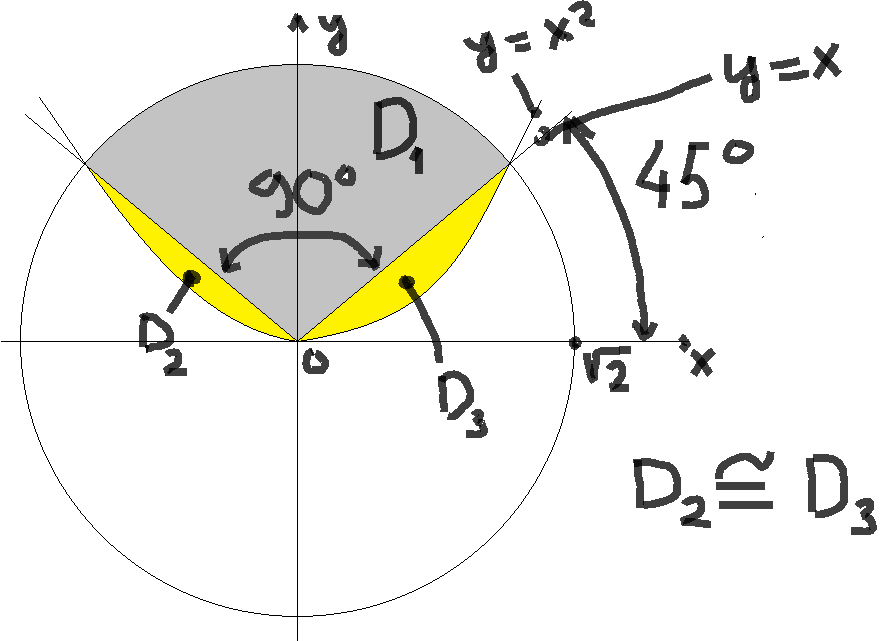 y
y = x²
y = x
D₁
90°
45°
D₂
0
√2
x
D₃
D₂ ≅ D₃